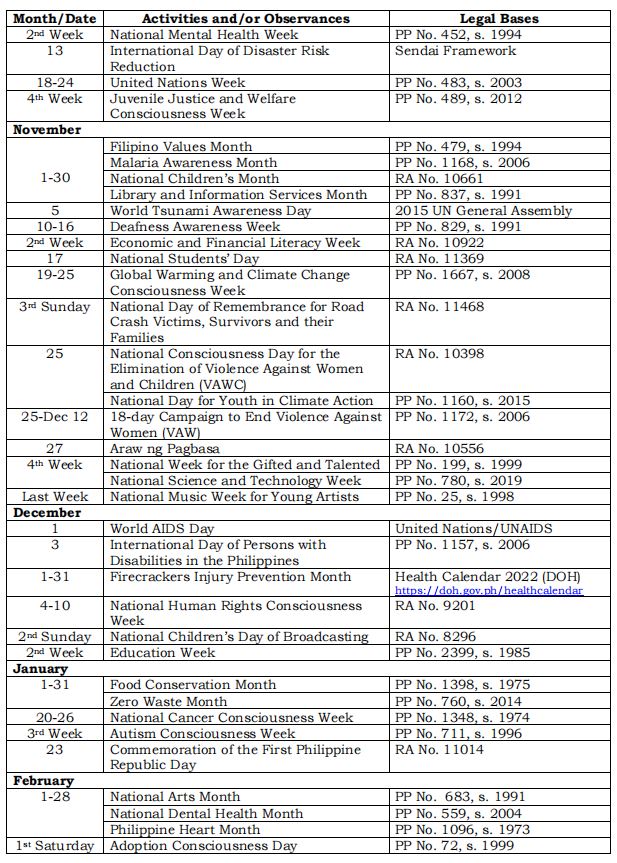 Month/Date Activities and/or Observances Legal Bases
2nd Week National Mental Health Week PP No. 452, s. 1994
13 International Day of Disaster Risk Sendai Framework
Reduction
18-24 United Nations Week PP No. 483, s. 2003
4th Week Juvenile Justice and Welfare PP No. 489, s. 2012
Consciousness Week
November
Filipino Values Month PP No. 479, s. 1994
Malaria Awareness Month PP No. 1168, s. 2006
1-30 National Children's Month RA No. 10661
Library and Information Services Month PP No. 837, s. 1991
5 World Tsunami Awareness Day 2015 UN General Assembly
10-16 Deafness Awareness Week PP No. 829, s. 1991
2nd Week Economic and Financial Literacy Week RA No. 10922
17 National Students' Day RA No. 11369
19-25 Global Warming and Climate Change PP No. 1667, s. 2008
Consciousness Week
3rd Sunday National Day of Remembrance for Road RA No. 11468
Crash Victims, Survivors and their
Families
25 National Consciousness Day for the RA No. 10398
Elimination of Violence Against Women
and Children (VAWC)
National Day for Youth in Climate Action PP No. 1160, s. 2015
25-Dec 12 18-day Campaign to End Violence Against PP No. 1172, s. 2006
Women (VAW)
27 Araw ng Pagbasa RA No. 10556
4th Week National Week for the Gifted and Talented PP No. 199, s. 1999
National Science and Technology Week PP No. 780, s. 2019
Last Week National Music Week for Young Artists PP No. 25, s. 1998
December
1 World AIDS Day United Nations/UNAIDS
3 International Day of Persons with PP No. 1157, s. 2006
Disabilities in the Philippines
1-31 Firecrackers Injury Prevention Month Health Calendar 2022 (DOH)
https://doh.gov.ph/healthcalendar
4-10 National Human Rights Consciousness RA No. 9201
Week
2nd Sunday National Children's Day of Broadcasting RA No. 8296
2nd Week Education Week PP No. 2399, s. 1985
January
1-31 Food Conservation Month PP No. 1398, s. 1975
Zero Waste Month PP No. 760, s. 2014
20-26 National Cancer Consciousness Week PP No. 1348, s. 1974
3rd Week Autism Consciousness Week PP No. 711, s. 1996
23 Commemoration of the First Philippine RA No. 11014
Republic Day
February
1-28 National Arts Month PP No. 683, s. 1991
National Dental Health Month PP No. 559, s. 2004
Philippine Heart Month PP No. 1096, s. 1973
1st Saturday Adoption Consciousness Day PP No. 72, s. 1999